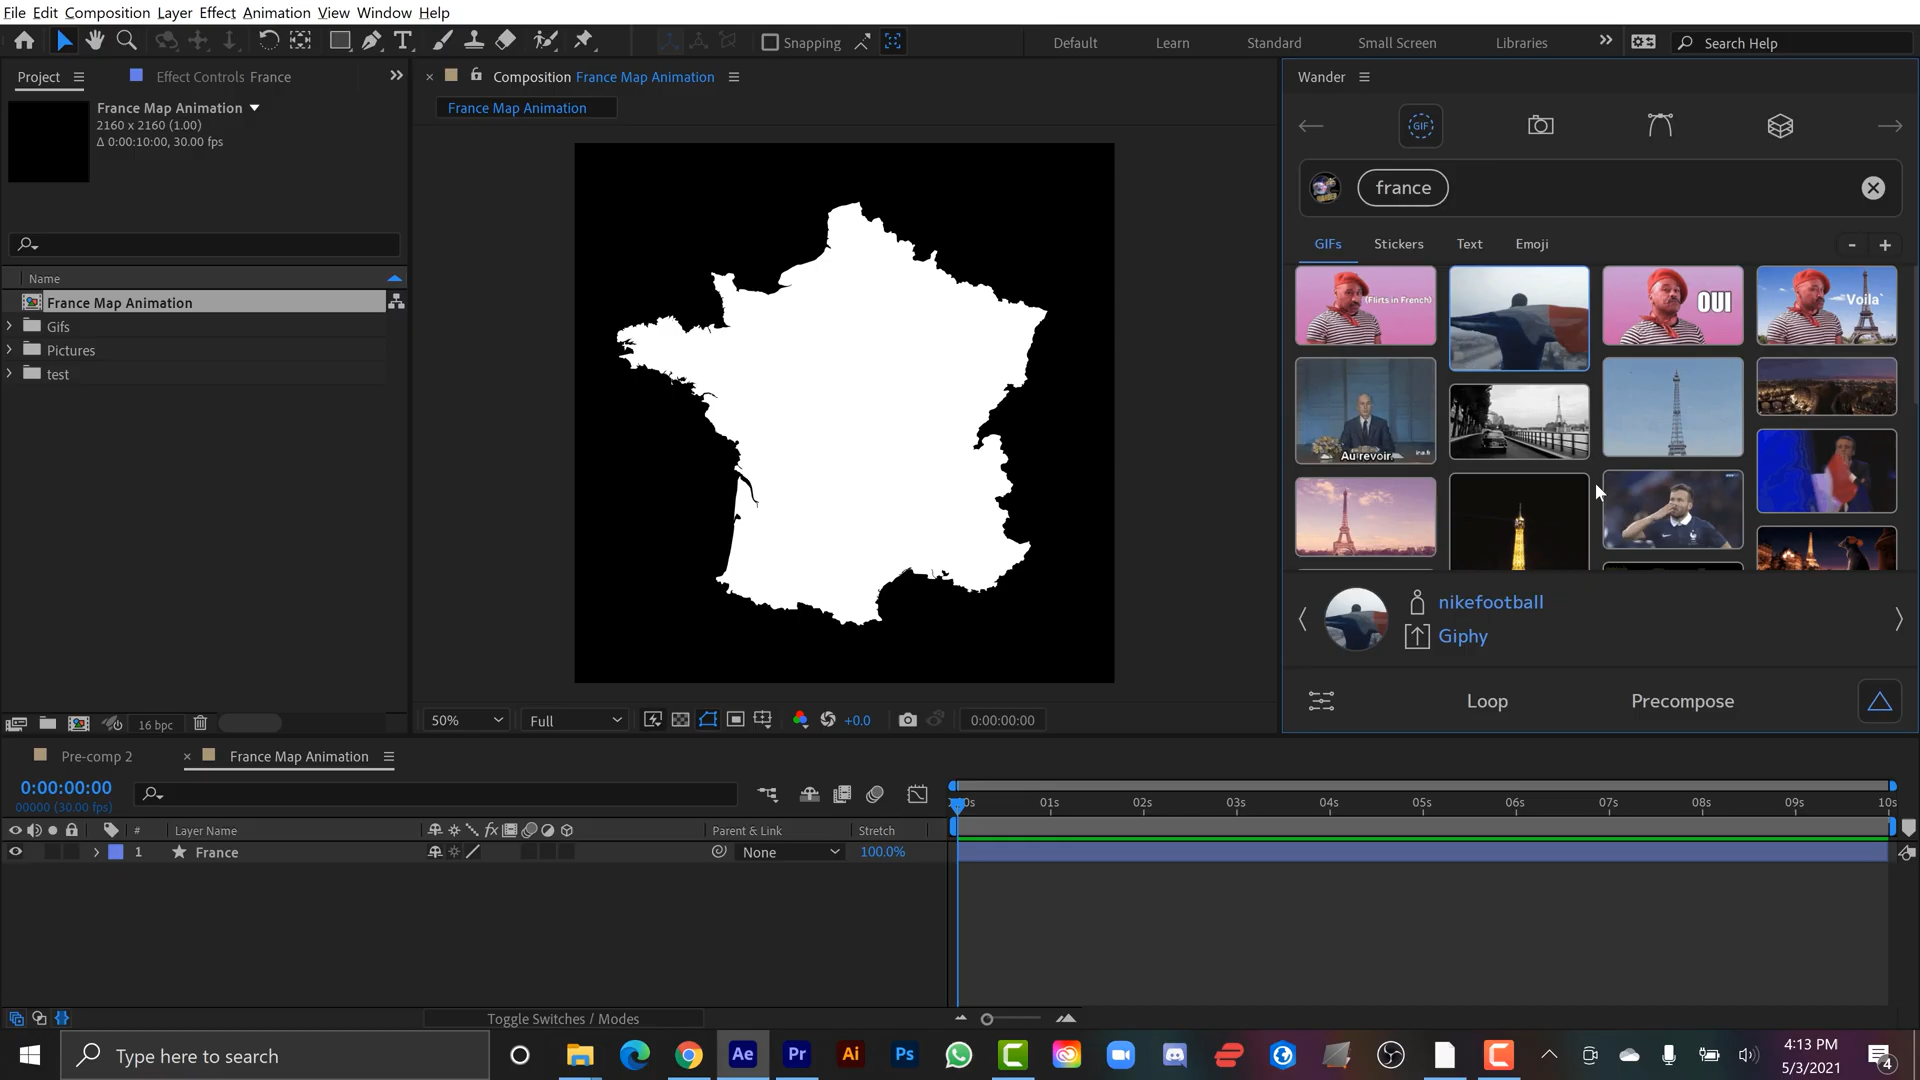 File Edit Composition Layer Effect Animation View Window Help
Snapping
Default Learn Standard Small Screen Libraries
Search Help
Project
Effect Controls France
France Map Animation
2160 x 2160 (1.00)
Δ 0:00:10:00, 30.00 fps
Name
France Map Animation
Gifs
Pictures
test
16 bpc
Composition France Map Animation
France Map Animation
50% Full +0.0 0:00:00:00
Wander
GIF
france
GIFs Stickers Text Emoji
(Flirts in French)
OUI
Voila
Au revoir.
ina.fr
nikefootball
Giphy
Loop Precompose
Pre-comp 2 France Map Animation
0:00:00:00
00000 (30.00 fps)
01s 02s 03s 04s 05s 06s 07s 08s 09s 10s
# Layer Name Parent & Link Stretch
1 France None 100.0%
Toggle Switches / Modes
Type here to search
Ae Pr Ai Ps
4:13 PM
5/3/2021
4